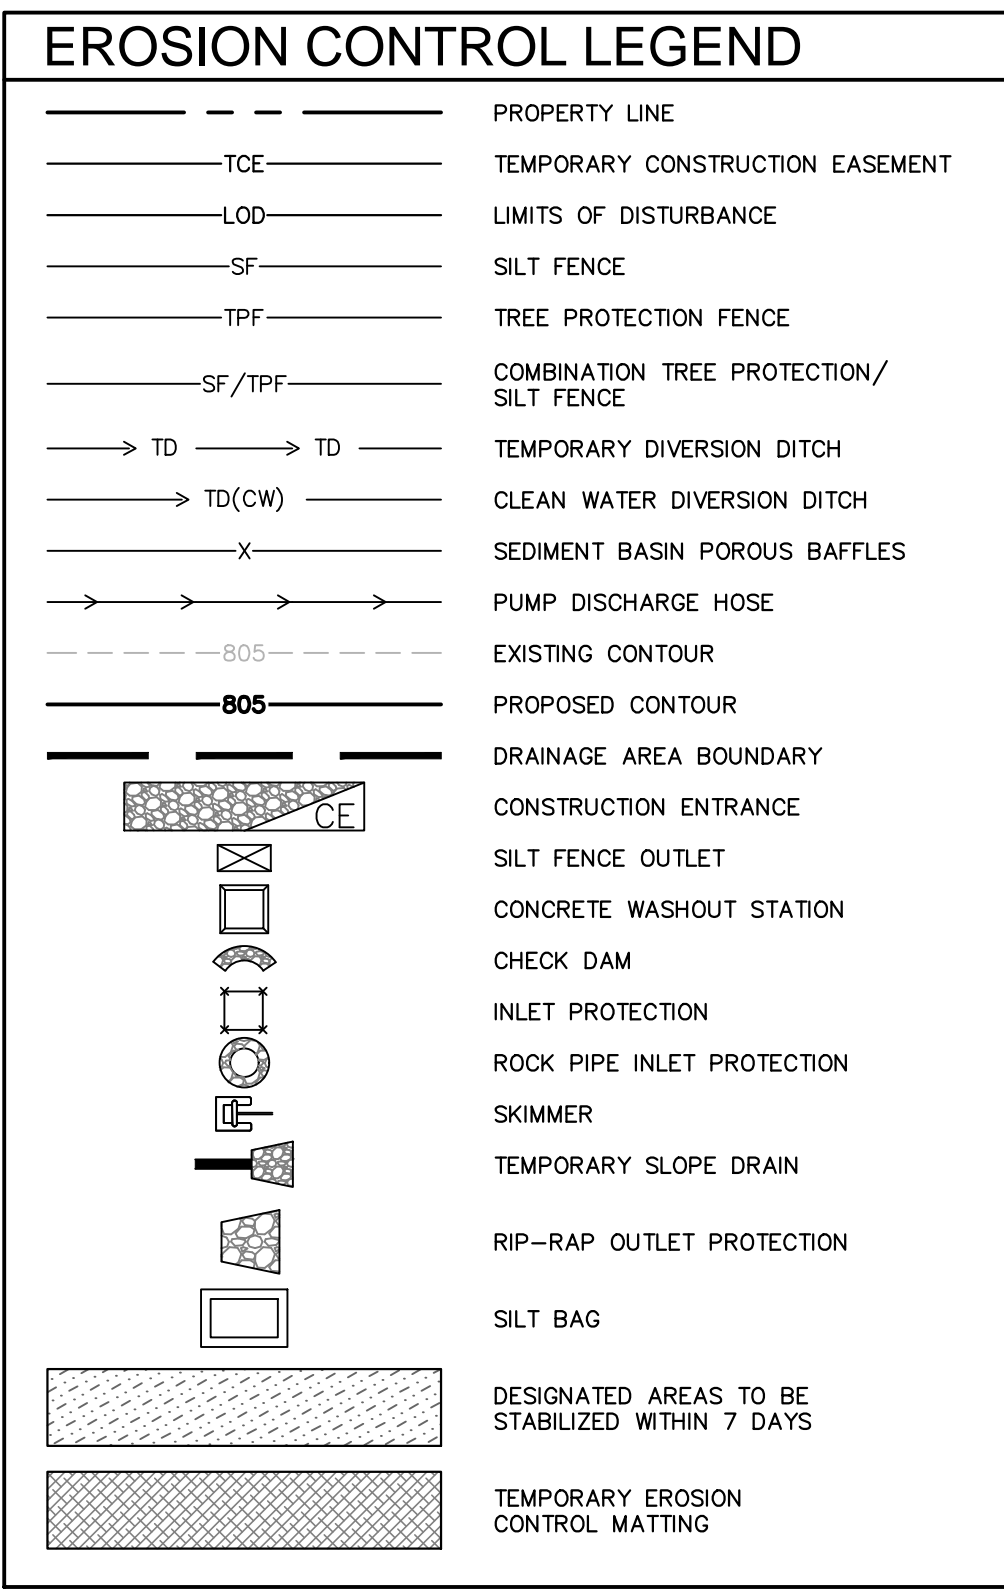 EROSION CONTROL LEGEND
PROPERTY LINE
TCE TEMPORARY CONSTRUCTION EASEMENT
LOD LIMITS OF DISTURBANCE
SF SILT FENCE
TPF TREE PROTECTION FENCE
SF/TPF COMBINATION TREE PROTECTION/
SILT FENCE
TD TD TEMPORARY DIVERSION DITCH
TD(CW) CLEAN WATER DIVERSION DITCH
X SEDIMENT BASIN POROUS BAFFLES
PUMP DISCHARGE HOSE
805 EXISTING CONTOUR
805 PROPOSED CONTOUR
DRAINAGE AREA BOUNDARY
CE CONSTRUCTION ENTRANCE
SILT FENCE OUTLET
CONCRETE WASHOUT STATION
CHECK DAM
INLET PROTECTION
ROCK PIPE INLET PROTECTION
SKIMMER
TEMPORARY SLOPE DRAIN
RIP-RAP OUTLET PROTECTION
SILT BAG
DESIGNATED AREAS TO BE
STABILIZED WITHIN 7 DAYS
TEMPORARY EROSION
CONTROL MATTING